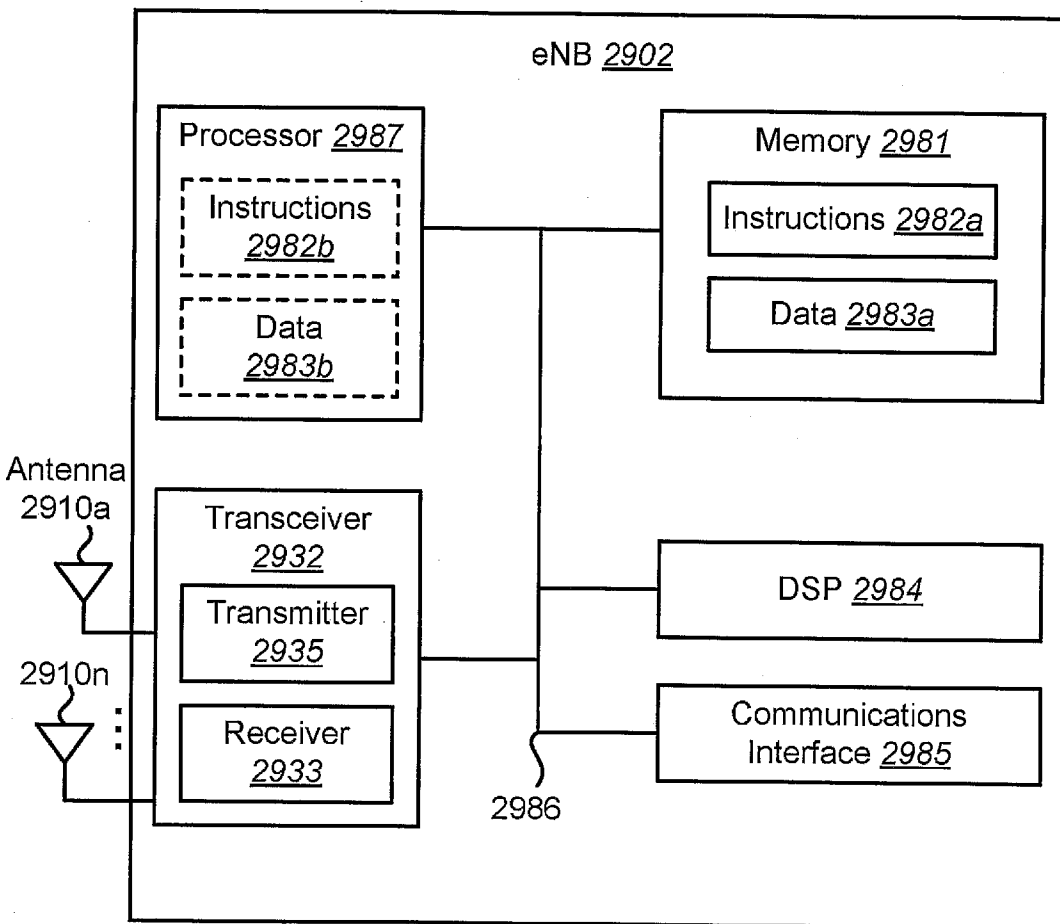 eNB 2902
Processor 2987
Instructions
2982b
Data
2983b
Memory 2981
Instructions 2982a
Data 2983a
Antenna
2910a
2910n
Transceiver
2932
Transmitter
2935
Receiver
2933
DSP 2984
Communications
Interface 2985
2986